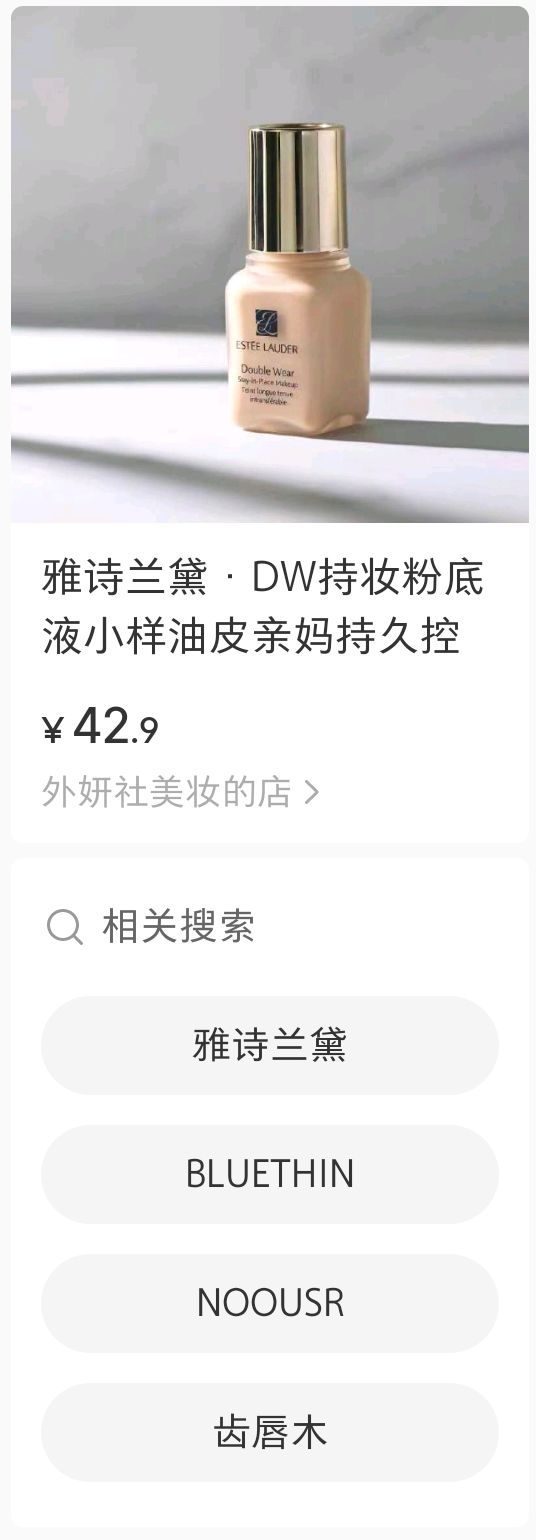 ESTĒE LAUDER
Double Wear
Stay-in-Place Makeup
Teint longue tenue
intransférable
雅诗兰黛 · DW持妆粉底
液小样油皮亲妈持久控
¥ 42.9
外妍社美妆的店 >
相关搜索
雅诗兰黛
BLUETHIN
NOOUSR
齿唇木